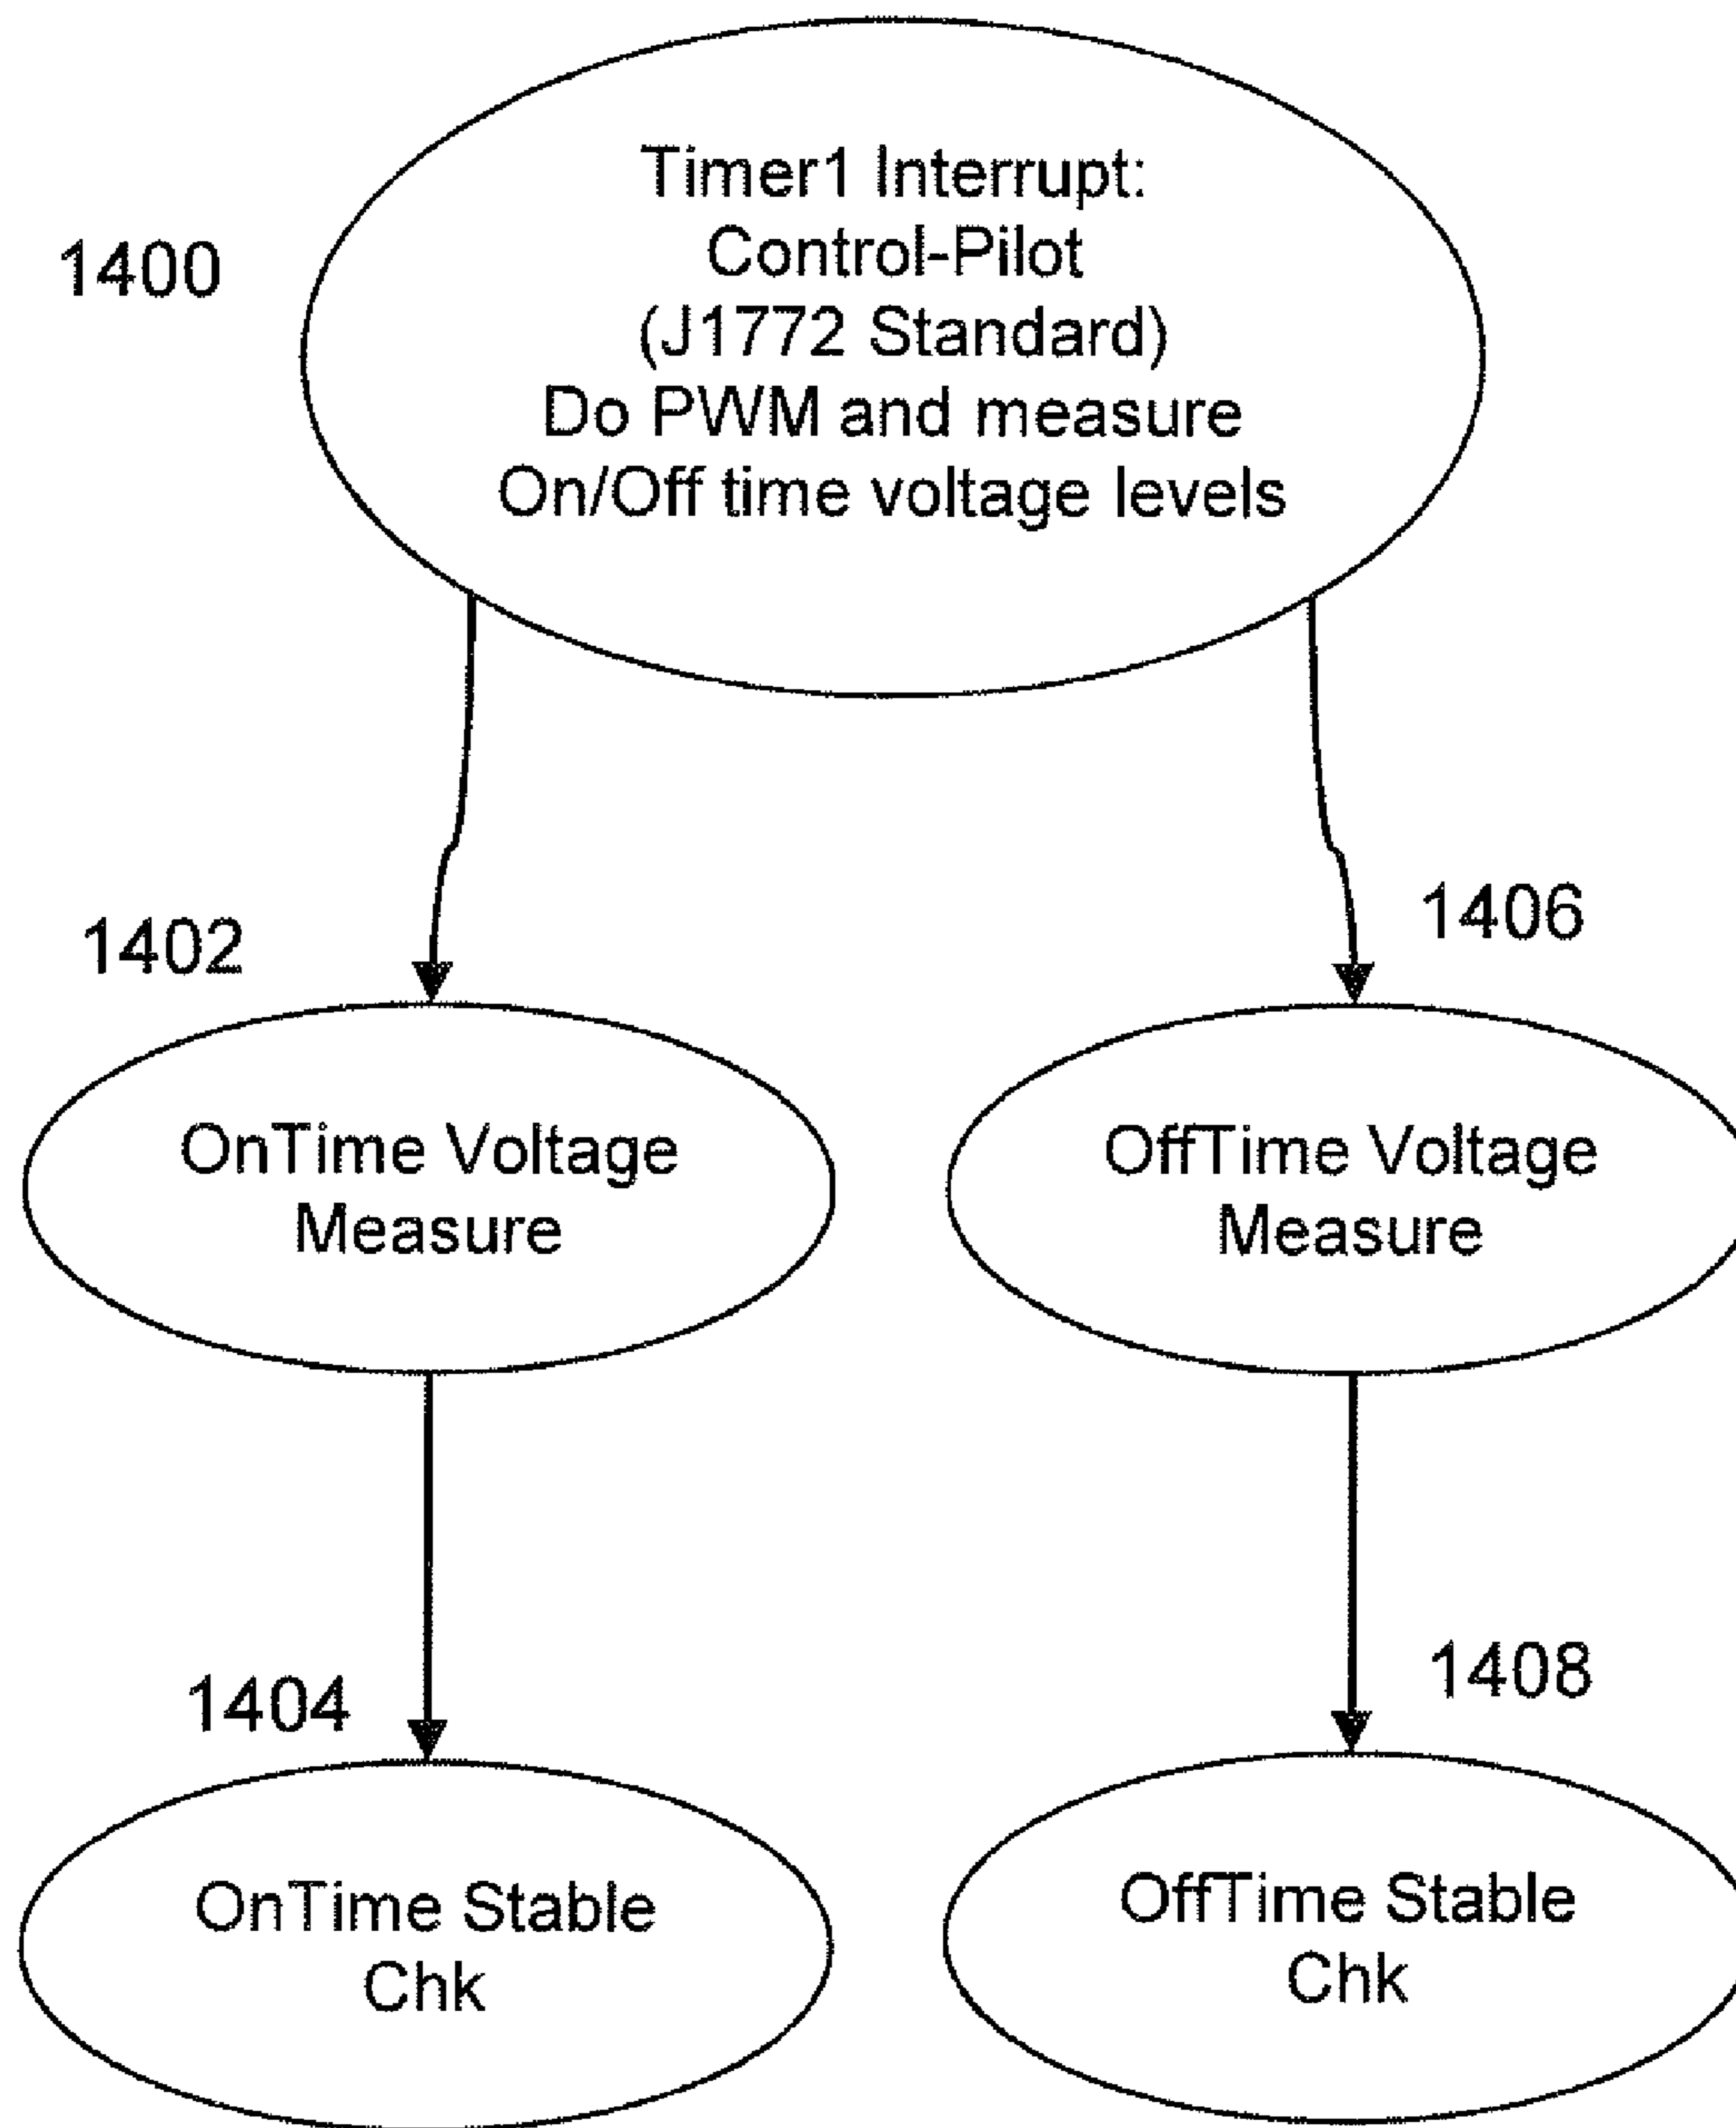 1400
Timer1 Interrupt:
Control-Pilot
(J1772 Standard)
Do PWM and measure
On/Off time voltage levels
1402
1406
OnTime Voltage
Measure
OffTime Voltage
Measure
1404
1408
OnTime Stable
Chk
OffTime Stable
Chk